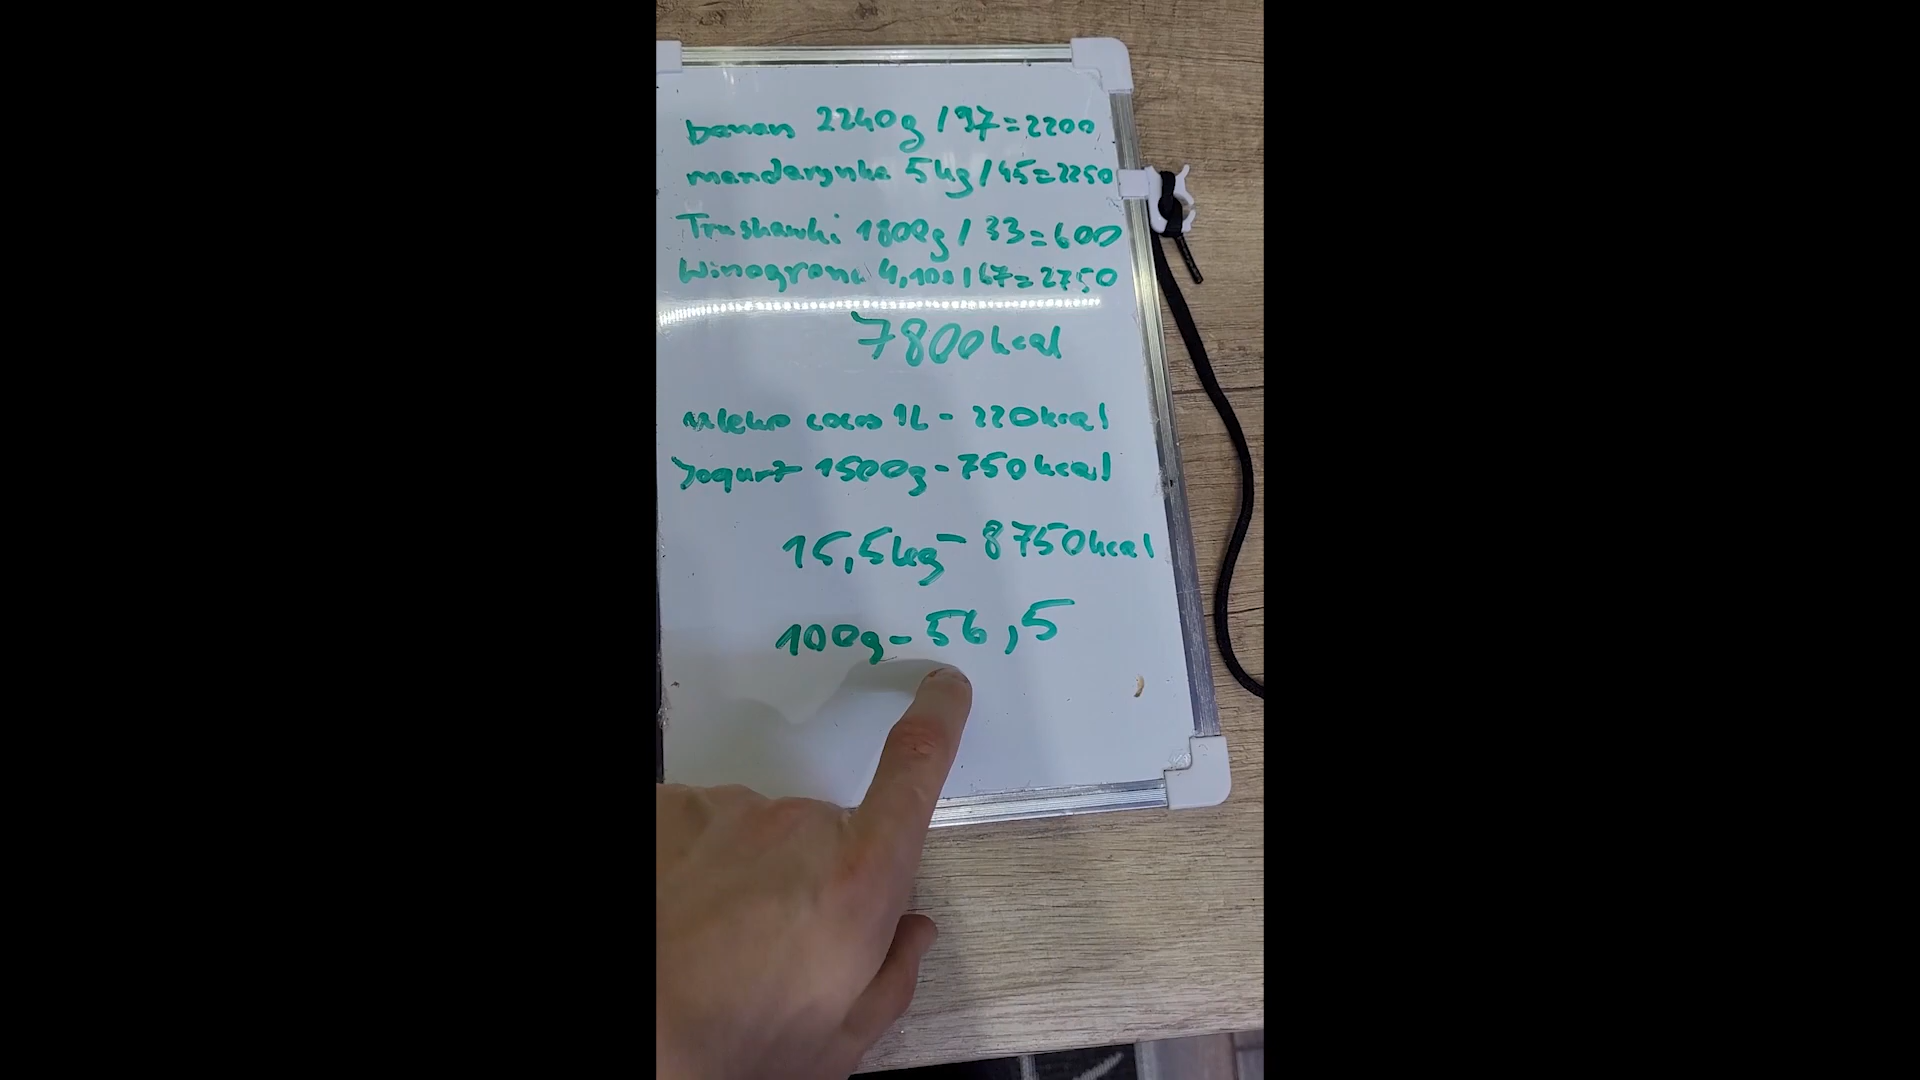 banan 2240g / 97 = 2200
mandarynka 5kg / 45 = 2250
Truskawki 1800g / 33 = 600
Winogrona 4,100 / 67 = 2750
7800kcal
mleko cocos 1L - 220kcal
Jogurt 1500g - 750kcal
15,5kg - 8750kcal
100g - 56,5